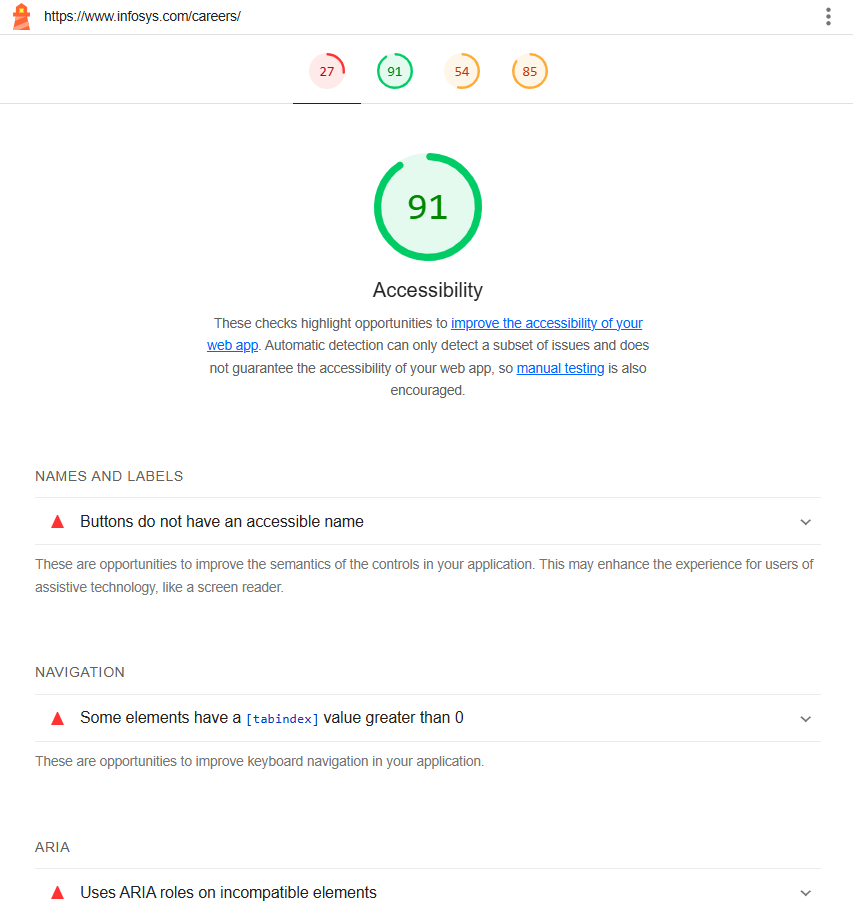 https://www.infosys.com/careers/
27 91 54 85
91
Accessibility
These checks highlight opportunities to improve the accessibility of your
web app. Automatic detection can only detect a subset of issues and does
not guarantee the accessibility of your web app, so manual testing is also
encouraged.
NAMES AND LABELS
Buttons do not have an accessible name
These are opportunities to improve the semantics of the controls in your application. This may enhance the experience for users of
assistive technology, like a screen reader.
NAVIGATION
Some elements have a [tabindex] value greater than 0
These are opportunities to improve keyboard navigation in your application.
ARIA
Uses ARIA roles on incompatible elements